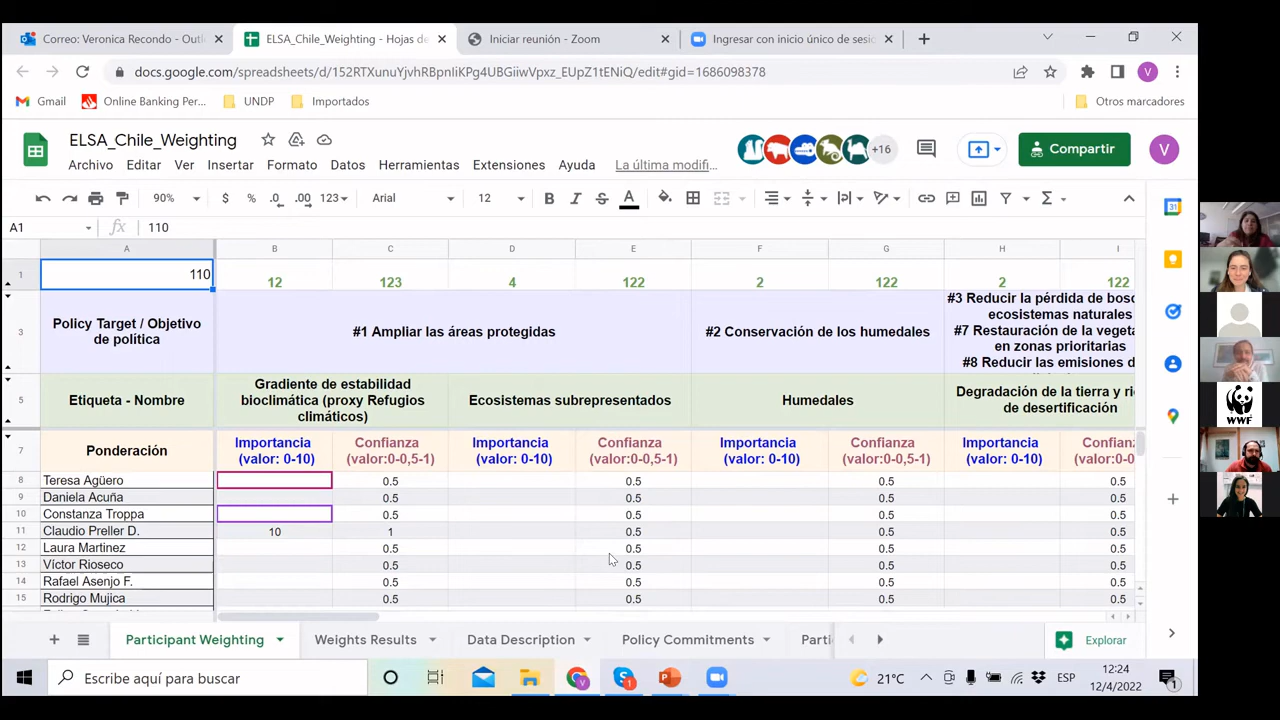 Correo: Veronica Recondo - Outl
ELSA_Chile_Weighting - Hojas de
Iniciar reunión - Zoom
Ingresar con inicio único de sesic
docs.google.com/spreadsheets/d/152RTXunuYjvhRBpnIiKPg4UBGiiwVpxz_EUpZ1tENiQ/edit#gid=1686098378
V
Gmail
Online Banking Per...
UNDP
Importados
Otros marcadores
ELSA_Chile_Weighting
+16
Compartir
V
Archivo Editar Ver Insertar Formato Datos Herramientas Extensiones Ayuda La última modifi...
90% $ % .0 .00 123 Arial 12 B I S A
A1 fx 110
A B C D E F G H I
1 110 12 123 4 122 2 122 2 122
3 Policy Target / Objetivo de política
#1 Ampliar las áreas protegidas
#2 Conservación de los humedales
#3 Reducir la pérdida de bosc
ecosistemas naturales
#7 Restauración de la vegeta
en zonas prioritarias
#8 Reducir las emisiones d
5 Etiqueta - Nombre
Gradiente de estabilidad
bioclimática (proxy Refugios
climáticos)
Ecosistemas subrepresentados
Humedales
Degradación de la tierra y rie
de desertificación
7 Ponderación
Importancia
(valor: 0-10)
Confianza
(valor:0-0,5-1)
Importancia
(valor: 0-10)
Confianza
(valor:0-0,5-1)
Importancia
(valor: 0-10)
Confianza
(valor:0-0,5-1)
Importancia
(valor: 0-10)
Confianz
(valor:0-0
8 Teresa Agüero 0.5 0.5 0.5 0.5
9 Daniela Acuña 0.5 0.5 0.5 0.5
10 Constanza Troppa 0.5 0.5 0.5 0.5
11 Claudio Preller D. 10 1 0.5 0.5 0.5
12 Laura Martinez 0.5 0.5 0.5 0.5
13 Víctor Rioseco 0.5 0.5 0.5 0.5
14 Rafael Asenjo F. 0.5 0.5 0.5 0.5
15 Rodrigo Mujica 0.5 0.5 0.5 0.5
Participant Weighting
Weights Results
Data Description
Policy Commitments
Parti
Explorar
Escribe aquí para buscar
21°C
ESP
12:24
12/4/2022
1
31
WWF